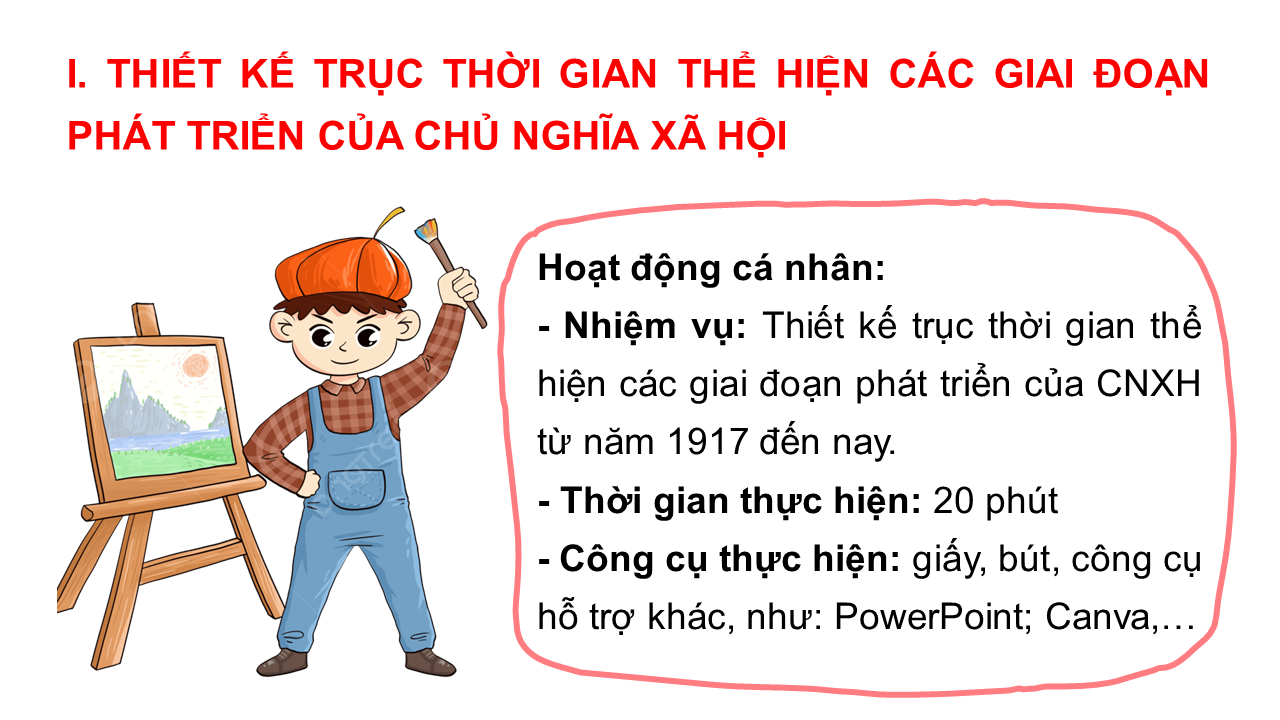 I. THIẾT KẾ TRỤC THỜI GIAN THỂ HIỆN CÁC GIAI ĐOẠN
PHÁT TRIỂN CỦA CHỦ NGHĨA XÃ HỘI
Hoạt động cá nhân:
- Nhiệm vụ: Thiết kế trục thời gian thể
hiện các giai đoạn phát triển của CNXH
từ năm 1917 đến nay.
- Thời gian thực hiện: 20 phút
- Công cụ thực hiện: giấy, bút, công cụ
hỗ trợ khác, như: PowerPoint; Canva,…